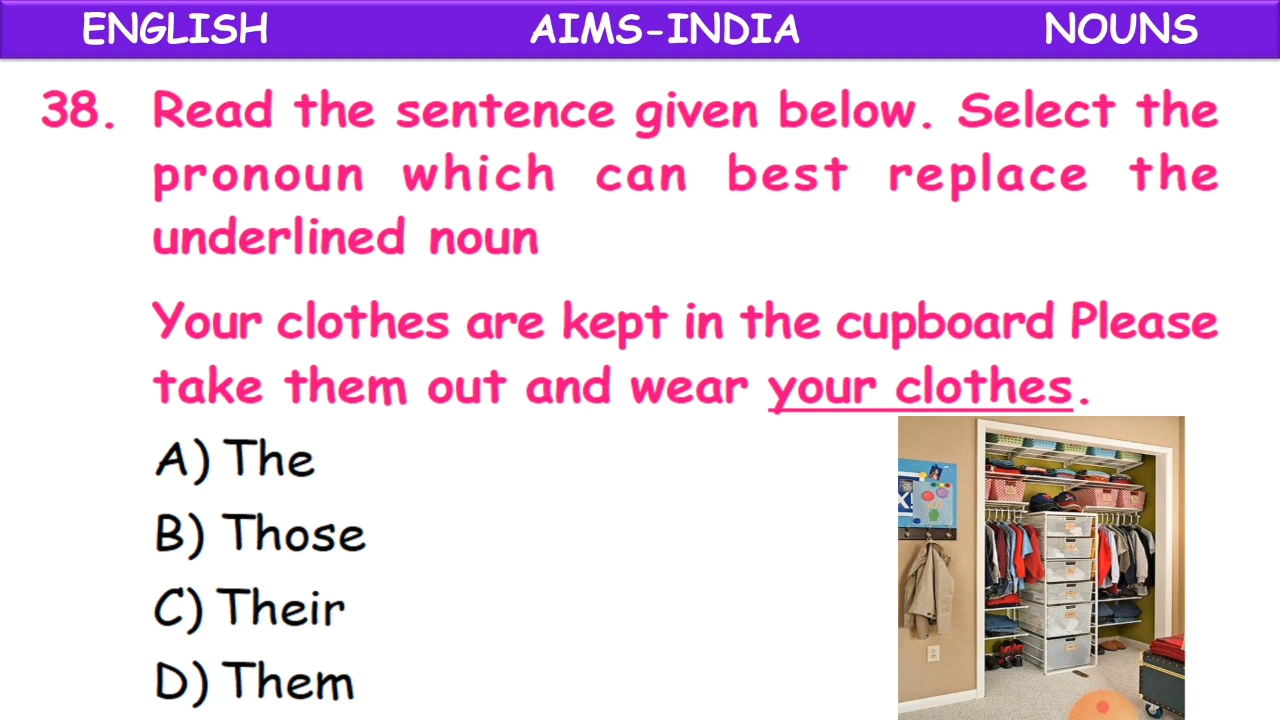 ENGLISH AIMS-INDIA NOUNS
38. Read the sentence given below. Select the
pronoun which can best replace the
underlined noun
Your clothes are kept in the cupboard Please
take them out and wear your clothes.
A) The
B) Those
C) Their
D) Them